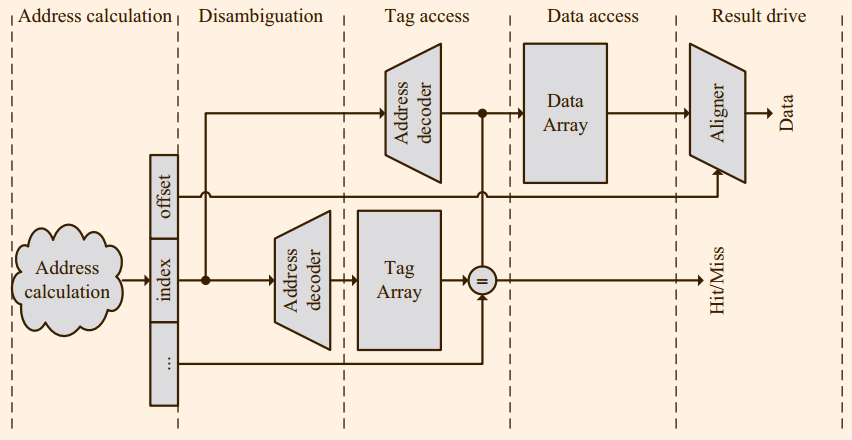 Address calculation
Disambiguation
Tag access
Data access
Result drive
Address
decoder
Data
Array
Aligner
Data
offset
index
...
Address
calculation
Address
decoder
Tag
Array
=
Hit/Miss